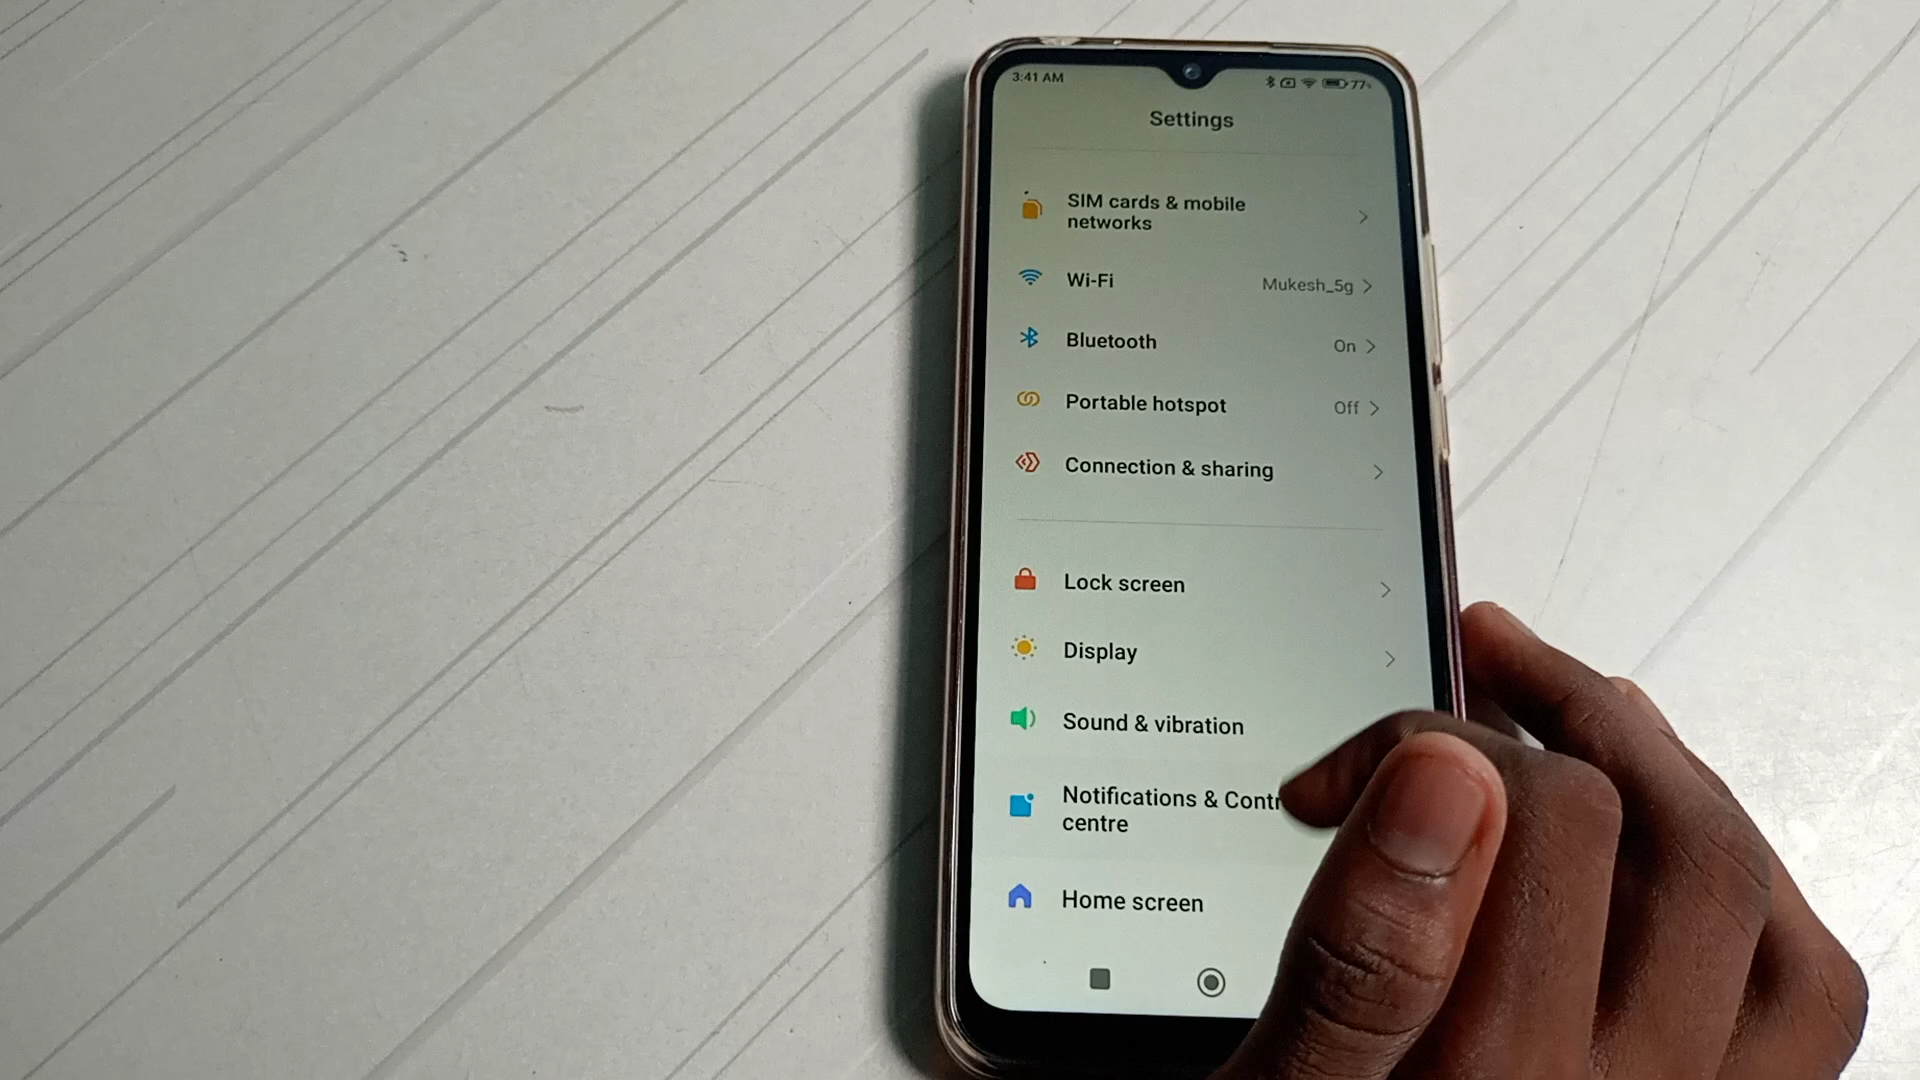 3:41 AM
77%
Settings
SIM cards & mobile
networks
Wi-Fi
Mukesh_5g
Bluetooth
On
Portable hotspot
Off
Connection & sharing
Lock screen
Display
Sound & vibration
Notifications & Contr
centre
Home screen